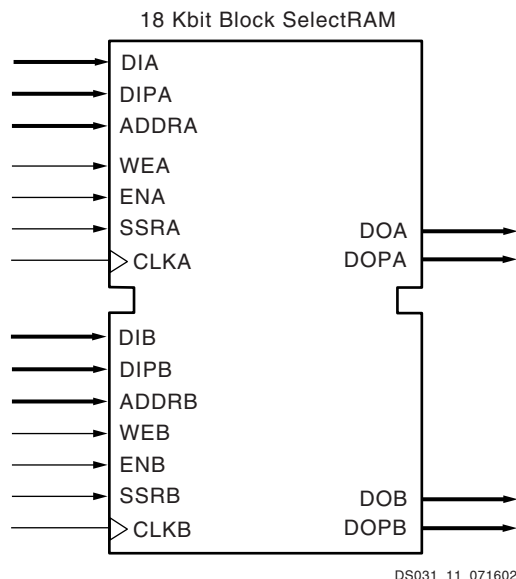 18 Kbit Block SelectRAM
DIA
DIPA
ADDRA
WEA
ENA
SSRA
CLKA
DOA
DOPA
DIB
DIPB
ADDRB
WEB
ENB
SSRB
CLKB
DOB
DOPB
DS031_11_071602